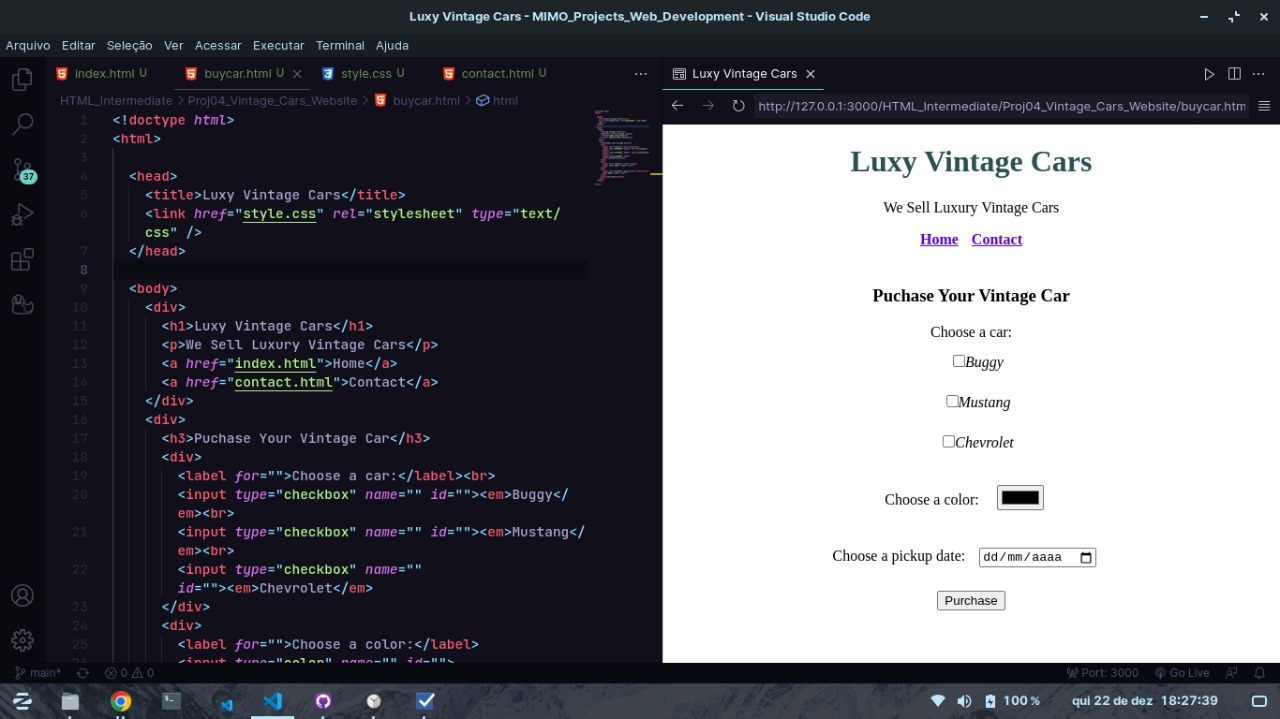 Luxy Vintage Cars - MIMO_Projects_Web_Development - Visual Studio Code
Arquivo Editar Seleção Ver Acessar Executar Terminal Ajuda
index.html U buycar.html U style.css U contact.html U
HTML_Intermediate > Proj04_Vintage_Cars_Website > buycar.html > html
1 <!doctype html>
2 <html>
3
4 <head>
5 <title>Luxy Vintage Cars</title>
6 <link href="style.css" rel="stylesheet" type="text/
css" />
7 </head>
8
9 <body>
10 <div>
11 <h1>Luxy Vintage Cars</h1>
12 <p>We Sell Luxury Vintage Cars</p>
13 <a href="index.html">Home</a>
14 <a href="contact.html">Contact</a>
15 </div>
16 <div>
17 <h3>Puchase Your Vintage Car</h3>
18 <div>
19 <label for="">Choose a car:</label><br>
20 <input type="checkbox" name="" id=""><em>Buggy</
em><br>
21 <input type="checkbox" name="" id=""><em>Mustang</
em><br>
22 <input type="checkbox" name=""
id=""><em>Chevrolet</em>
23 </div>
24 <div>
25 <label for="">Choose a color:</label>
26 <input type="color" name="" id="">
37
Luxy Vintage Cars
http://127.0.0.1:3000/HTML_Intermediate/Proj04_Vintage_Cars_Website/buycar.htm
Luxy Vintage Cars
We Sell Luxury Vintage Cars
Home Contact
Puchase Your Vintage Car
Choose a car:
Buggy
Mustang
Chevrolet
Choose a color:
Choose a pickup date: dd/mm/aaaa
Purchase
main* 0 0 Port: 3000 Go Live
100 % qui 22 de dez 18:27:39